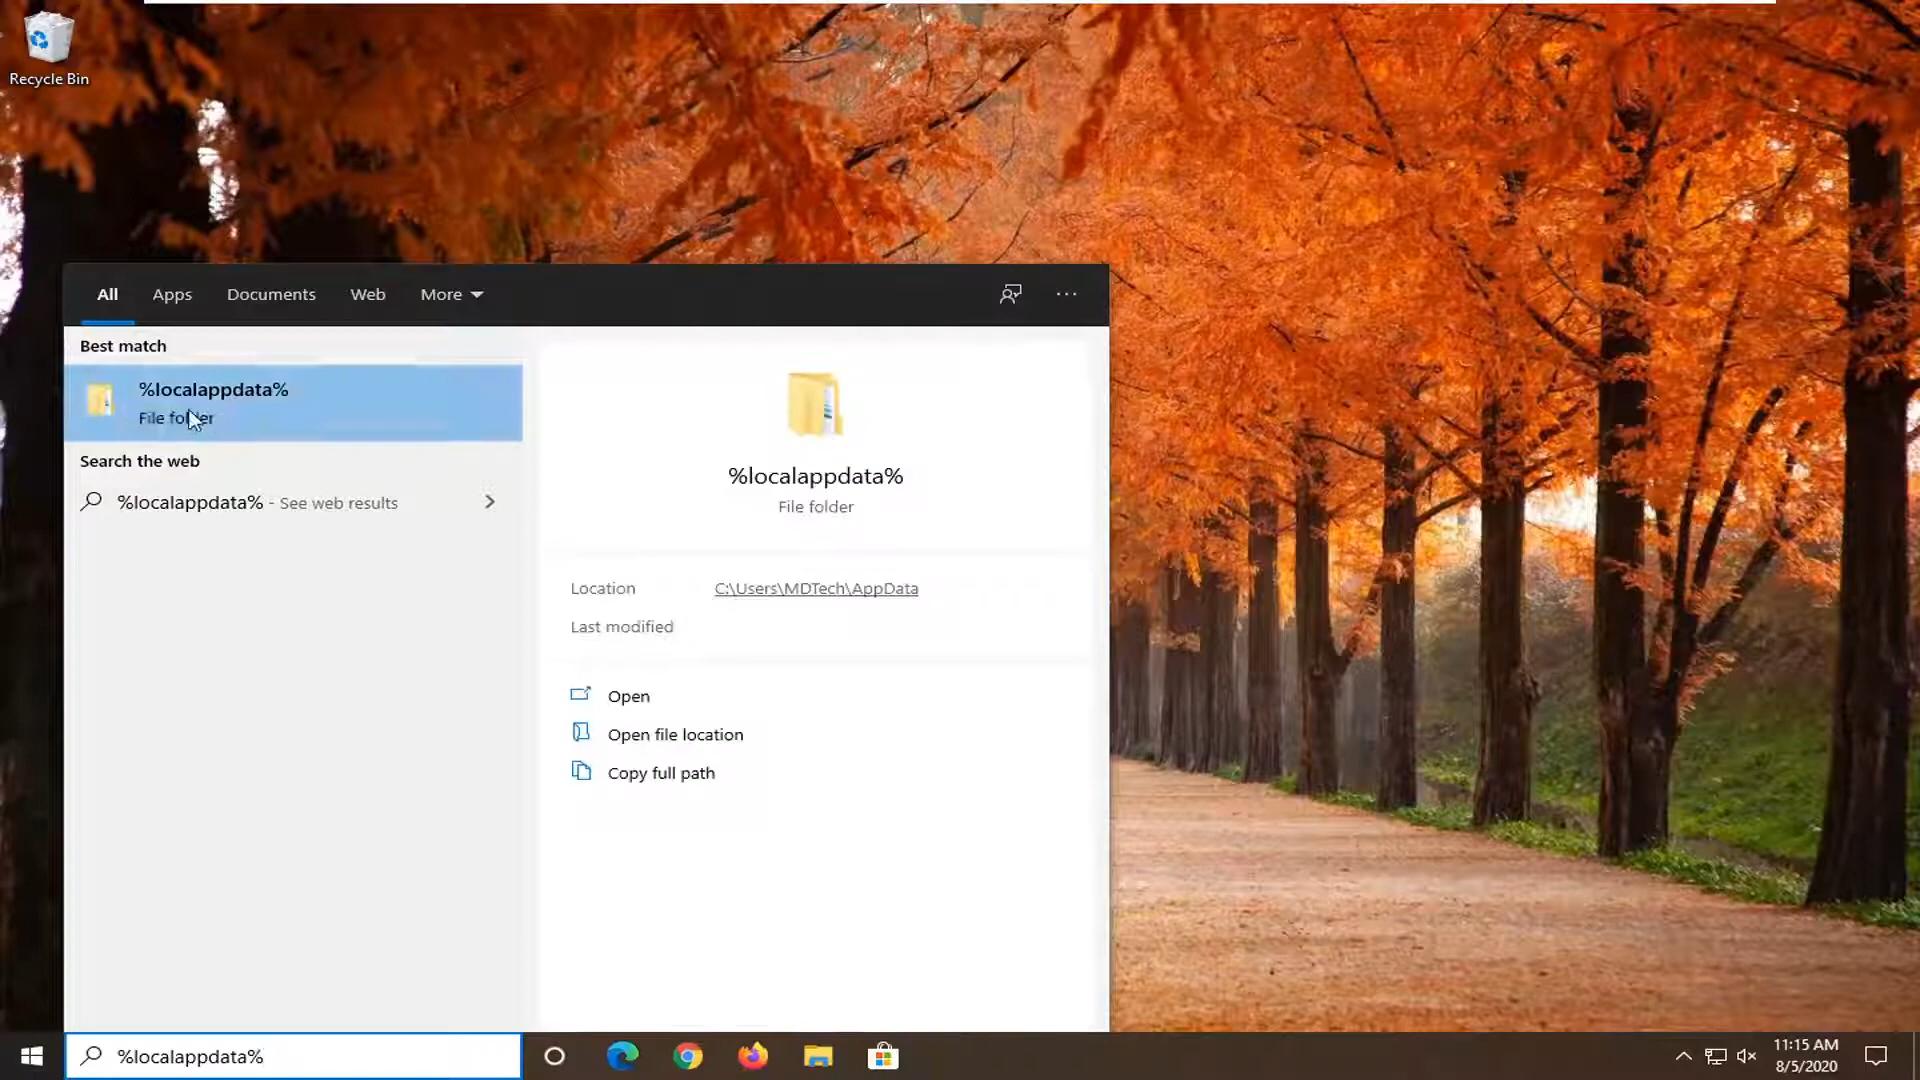 Recycle Bin
All Apps Documents Web More
Best match
%localappdata%
File folder
Search the web
%localappdata% - See web results
%localappdata%
File folder
Location C:\Users\MDTech\AppData
Last modified
Open
Open file location
Copy full path
%localappdata%
11:15 AM
8/5/2020